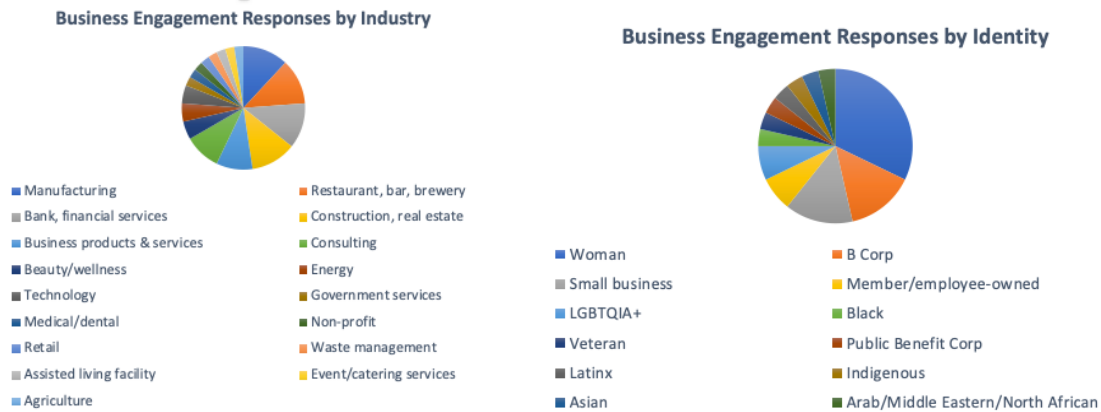 Business Engagement Responses by Industry
Manufacturing
Restaurant, bar, brewery
Bank, financial services
Construction, real estate
Business products & services
Consulting
Beauty/wellness
Energy
Technology
Government services
Medical/dental
Non-profit
Retail
Waste management
Assisted living facility
Event/catering services
Agriculture
Business Engagement Responses by Identity
Woman
B Corp
Small business
Member/employee-owned
LGBTQIA+
Black
Veteran
Public Benefit Corp
Latinx
Indigenous
Asian
Arab/Middle Eastern/North African